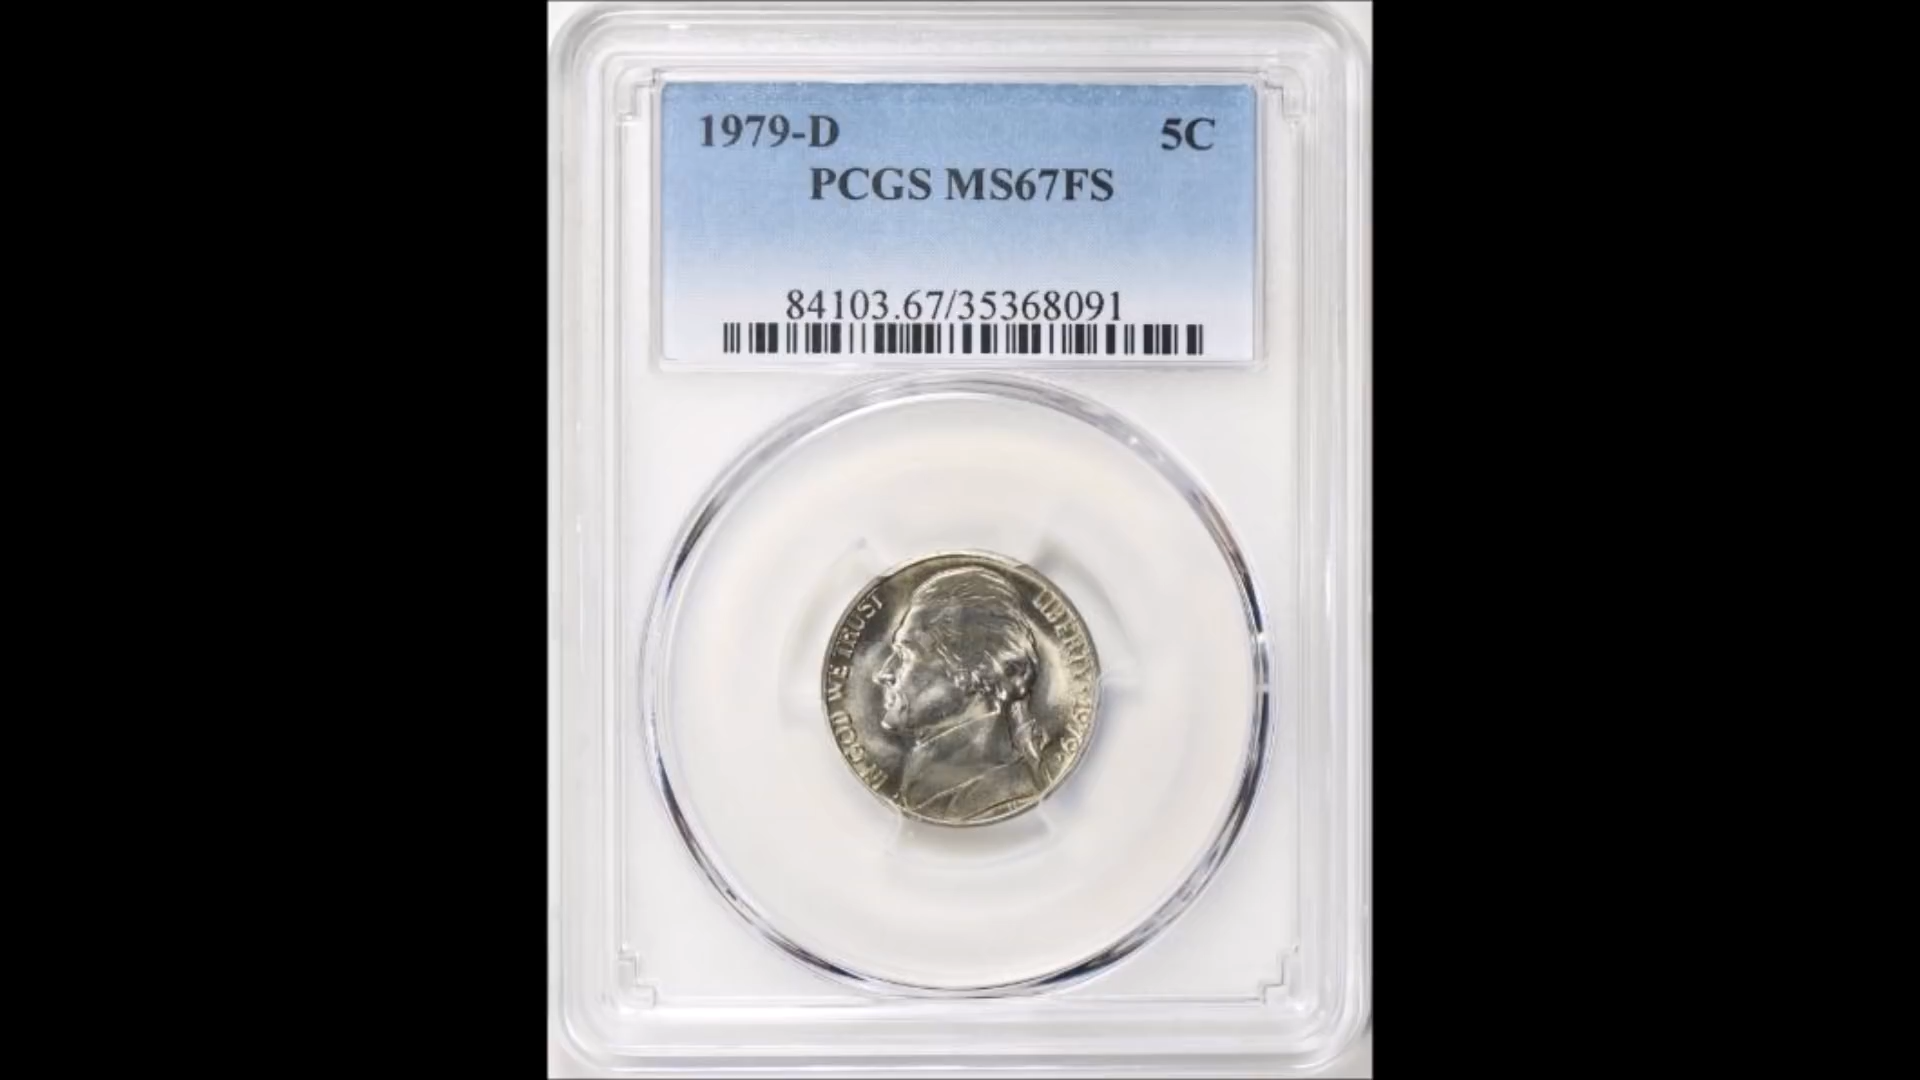 1979-D 5C
PCGS MS67FS
84103.67/35368091
IN GOD WE TRUST
LIBERTY 1979